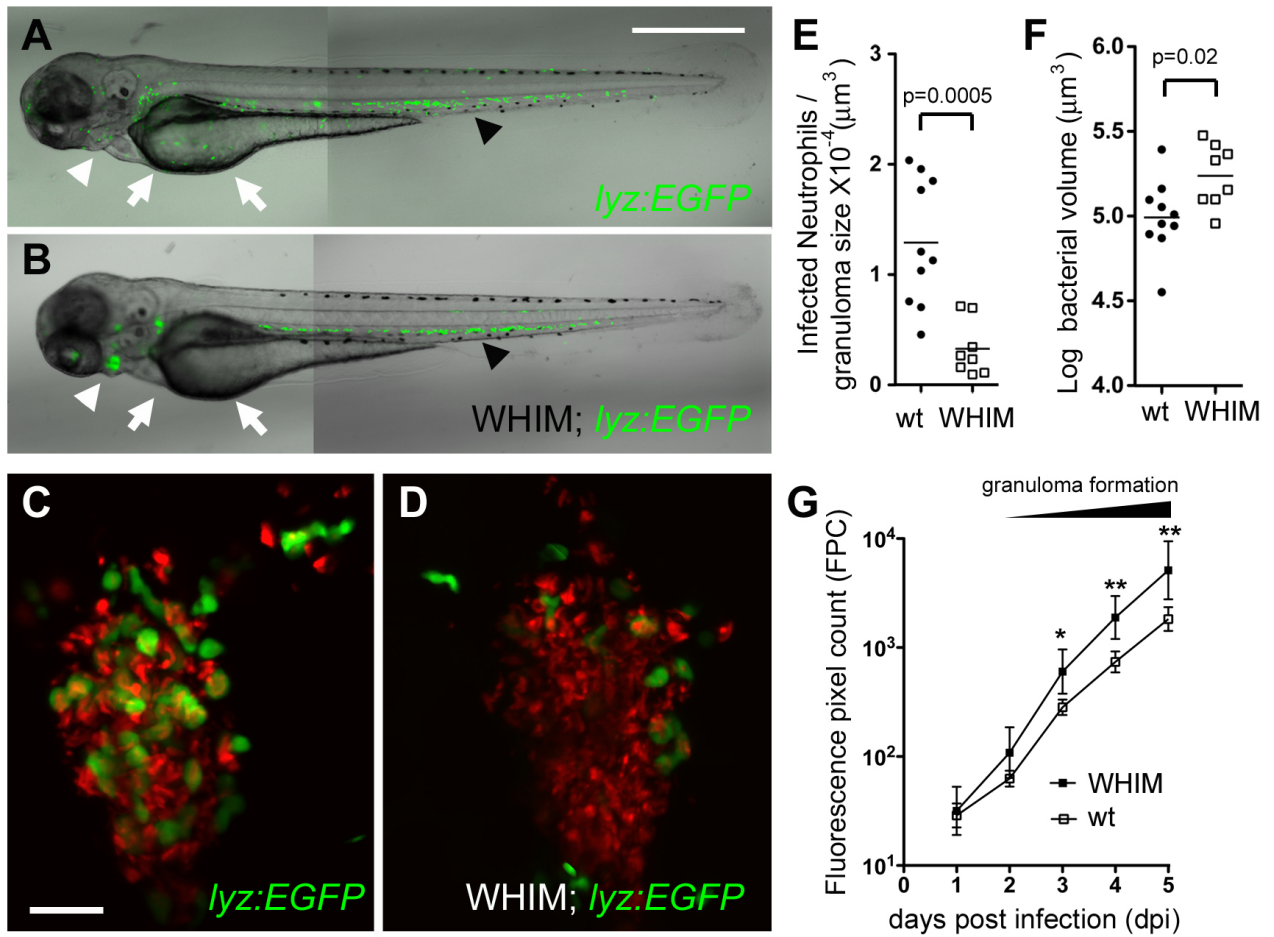 A
lyz:EGFP
B
WHIM; lyz:EGFP
C
lyz:EGFP
D
WHIM; lyz:EGFP
E
Infected Neutrophils /
granuloma size X10-4(μm3)
3
2
1
0
p=0.0005
wt WHIM
F
Log bacterial volume (μm3)
6.0
5.5
5.0
4.5
4.0
p=0.02
wt WHIM
G
granuloma formation
Fluorescence pixel count (FPC)
104
103
102
101
*
**
**
WHIM
wt
0 1 2 3 4 5
days post infection (dpi)